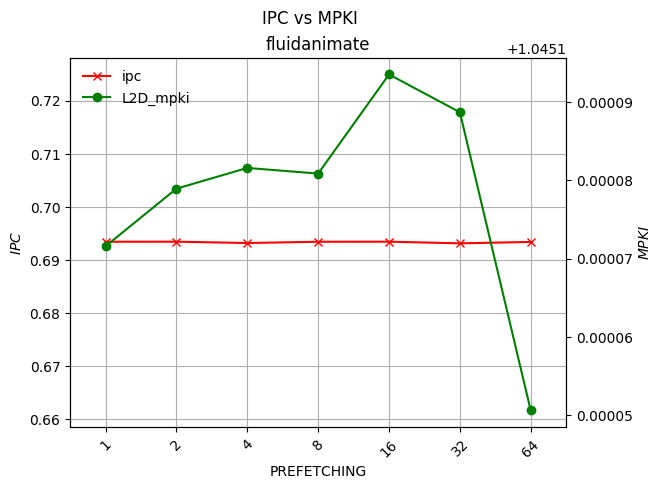 IPC vs MPKI
fluidanimate
+1.0451
ipc
L2D_mpki
0.72
0.71
0.70
0.69
0.68
0.67
0.66
IPC
0.00009
0.00008
0.00007
0.00006
0.00005
MPKI
1
2
4
8
16
32
64
PREFETCHING